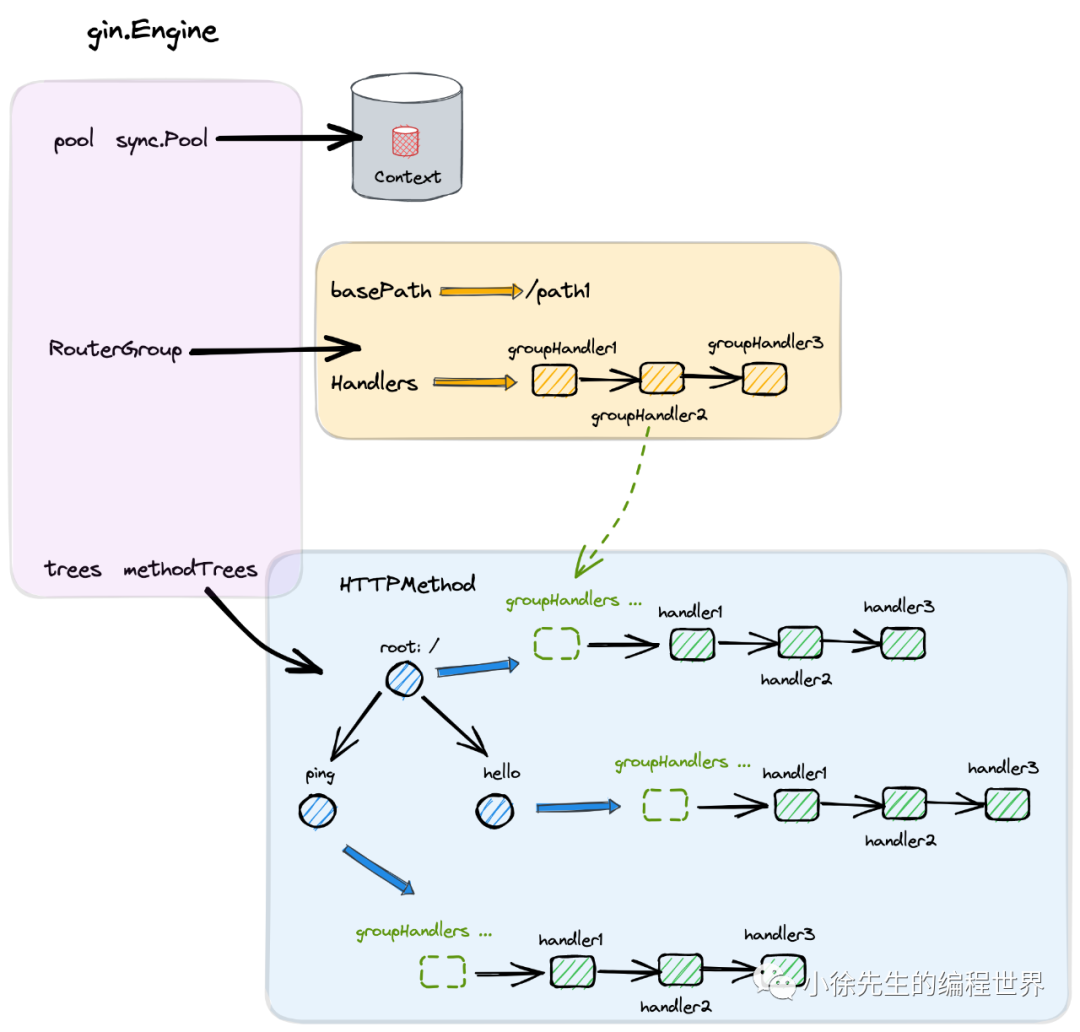 gin.Engine
pool sync.Pool
Context
basePath /path1
RouterGroup
groupHandler1 groupHandler3
Handlers
groupHandler2
trees methodTrees
HTTPMethod
groupHandlers ...
handler1 handler3
root: /
handler2
groupHandlers ...
ping hello handler1 handler3
handler2
groupHandlers ...
handler1 handler3
小徐先生的编程世界
handler2